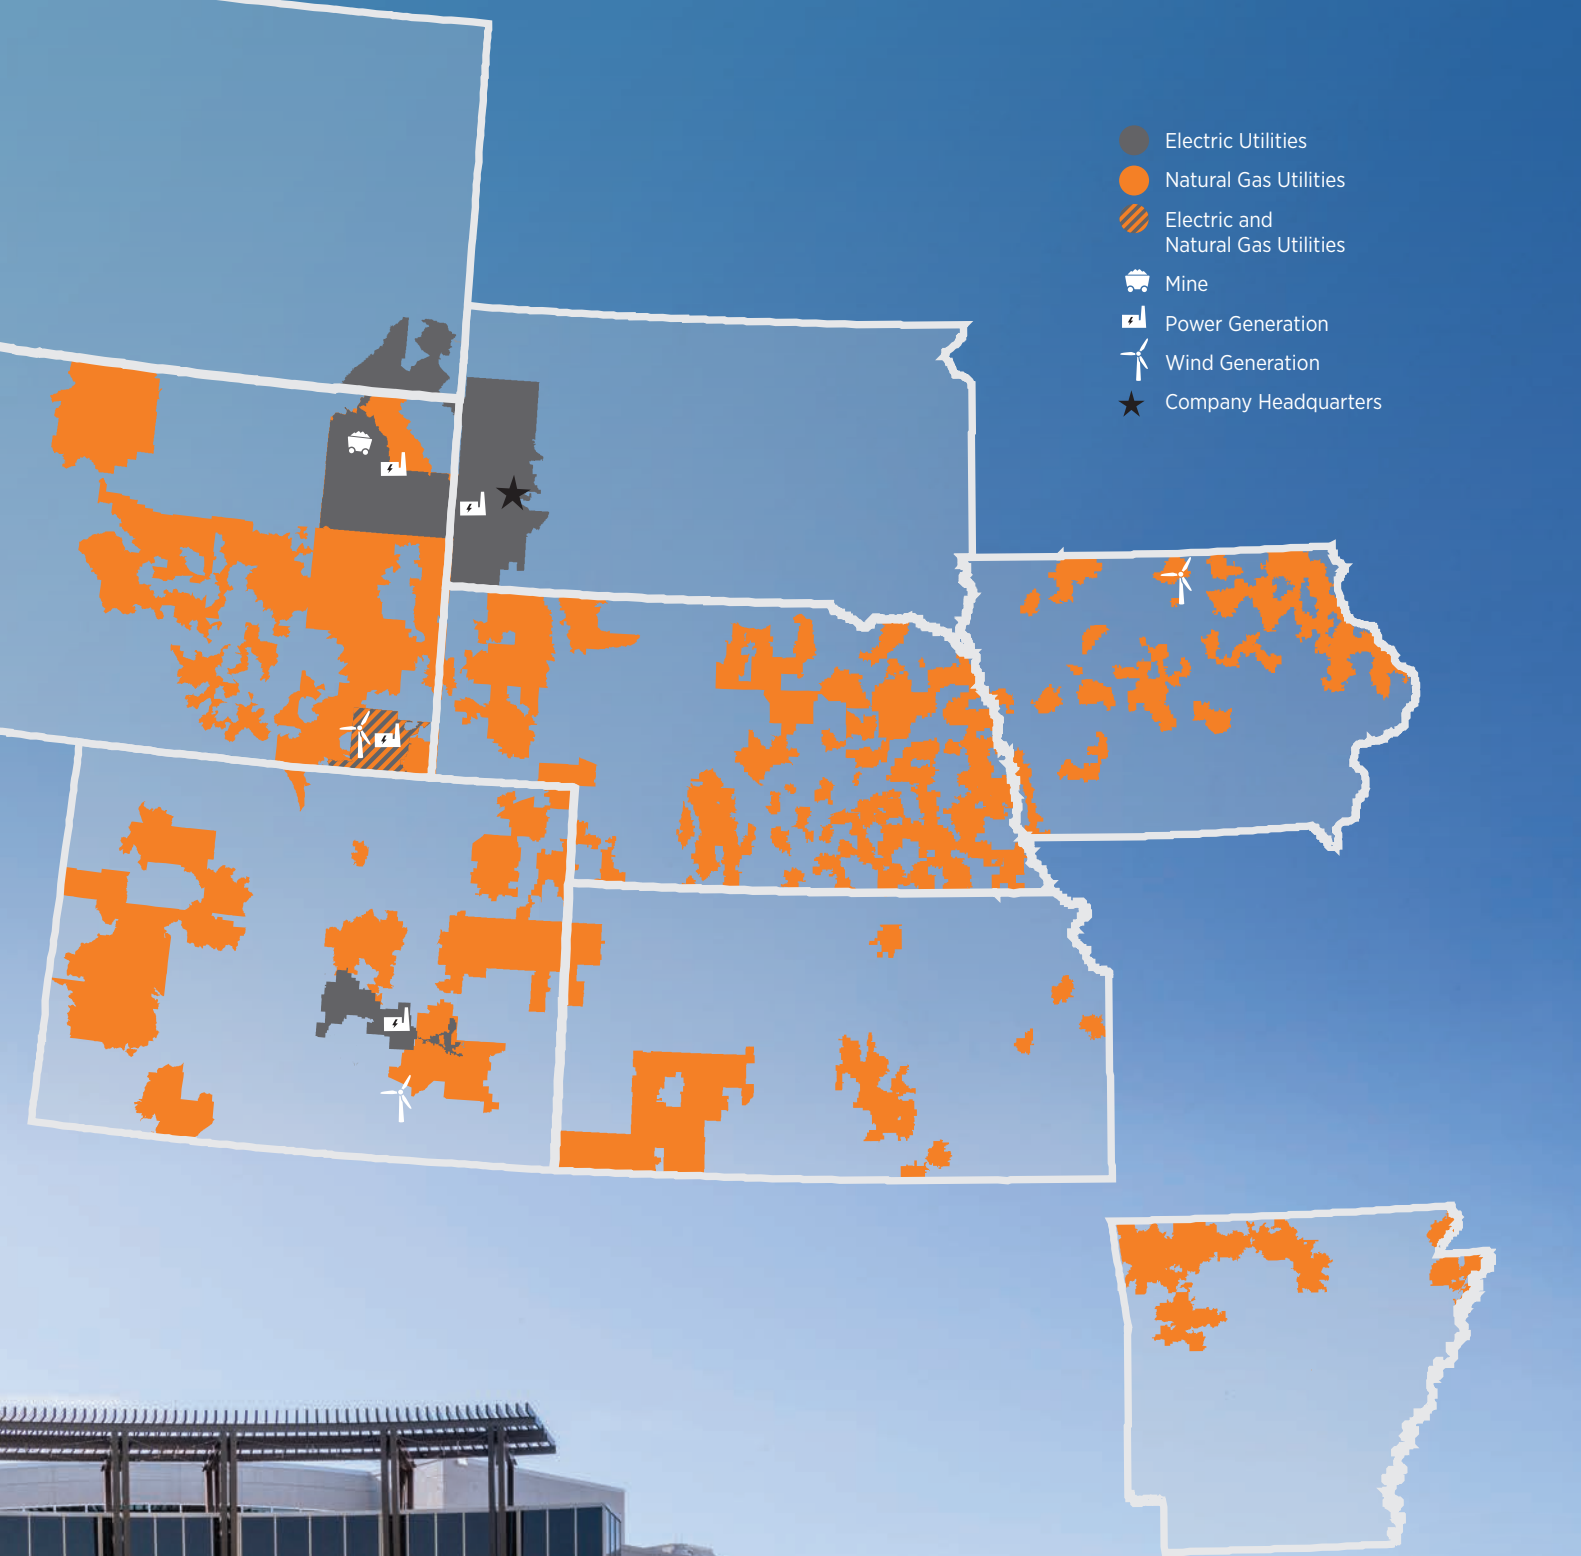 Electric Utilities
Natural Gas Utilities
Electric and
Natural Gas Utilities
Mine
Power Generation
Wind Generation
Company Headquarters